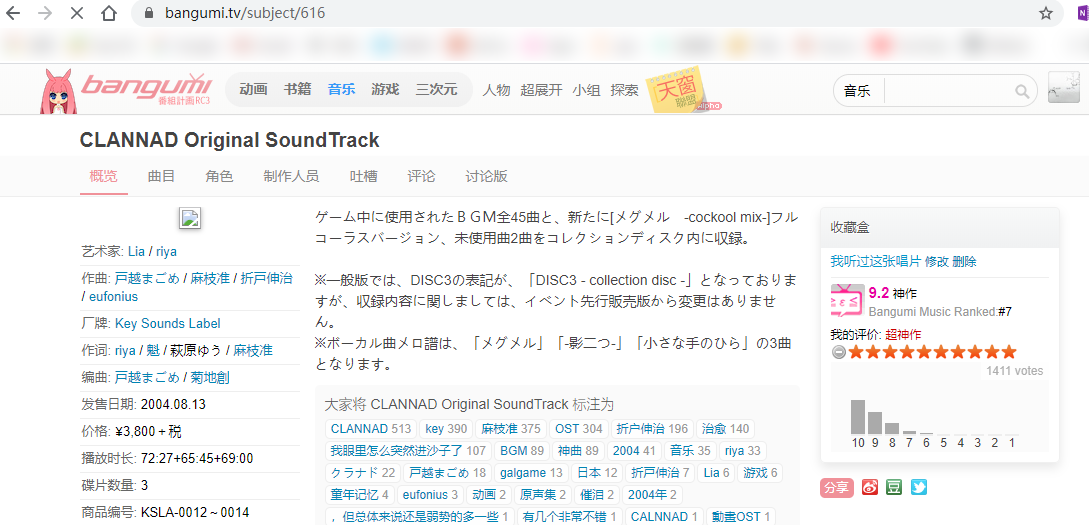 bangumi.tv/subject/616
bangumi
番組計画RC3
动画 书籍 音乐 游戏 三次元 人物 超展开 小组 探索
天窗
聯盟
Alpha
音乐
CLANNAD Original SoundTrack
概览 曲目 角色 制作人员 吐槽 评论 讨论版
艺术家: Lia / riya
作曲: 戸越まごめ / 麻枝准 / 折戸伸治
/ eufonius
厂牌: Key Sounds Label
作词: riya / 魁 / 萩原ゆう / 麻枝准
编曲: 戸越まごめ / 菊地創
发售日期: 2004.08.13
价格: ¥3,800＋税
播放时长: 72:27+65:45+69:00
碟片数量: 3
商品编号: KSLA-0012～0014
ゲーム中に使用されたＢＧＭ全45曲と、新たに[メグメル　-cockool mix-]フル
コーラスバージョン、未使用曲2曲をコレクションディスク内に収録。
※一般版では、DISC3の表記が、「DISC3 - collection disc -」となっておりま
すが、収録内容に関しましては、イベント先行販売版から変更はありませ
ん。
※ボーカル曲メロ譜は、「メグメル」「-影二つ-」「小さな手のひら」の3曲
となります。
大家将 CLANNAD Original SoundTrack 标注为
CLANNAD 513 key 390 麻枝准 375 OST 304 折户伸治 196 治愈 140
我眼里怎么突然进沙子了 107 BGM 89 神曲 89 2004 41 音乐 35 riya 33
クラナド 22 戸越まごめ 18 galgame 13 日本 12 折戸伸治 7 Lia 6 游戏 6
童年记忆 4 eufonius 3 动画 2 原声集 2 催泪 2 2004年 2
，但总体来说还是弱势的多一些 1 有几个非常不错 1 CALNNAD 1 動畫OST 1
收藏盒
我听过这张唱片 修改 删除
9.2 神作
Bangumi Music Ranked:#7
我的评价: 超神作
1411 votes
10 9 8 7 6 5 4 3 2 1
分享
豆